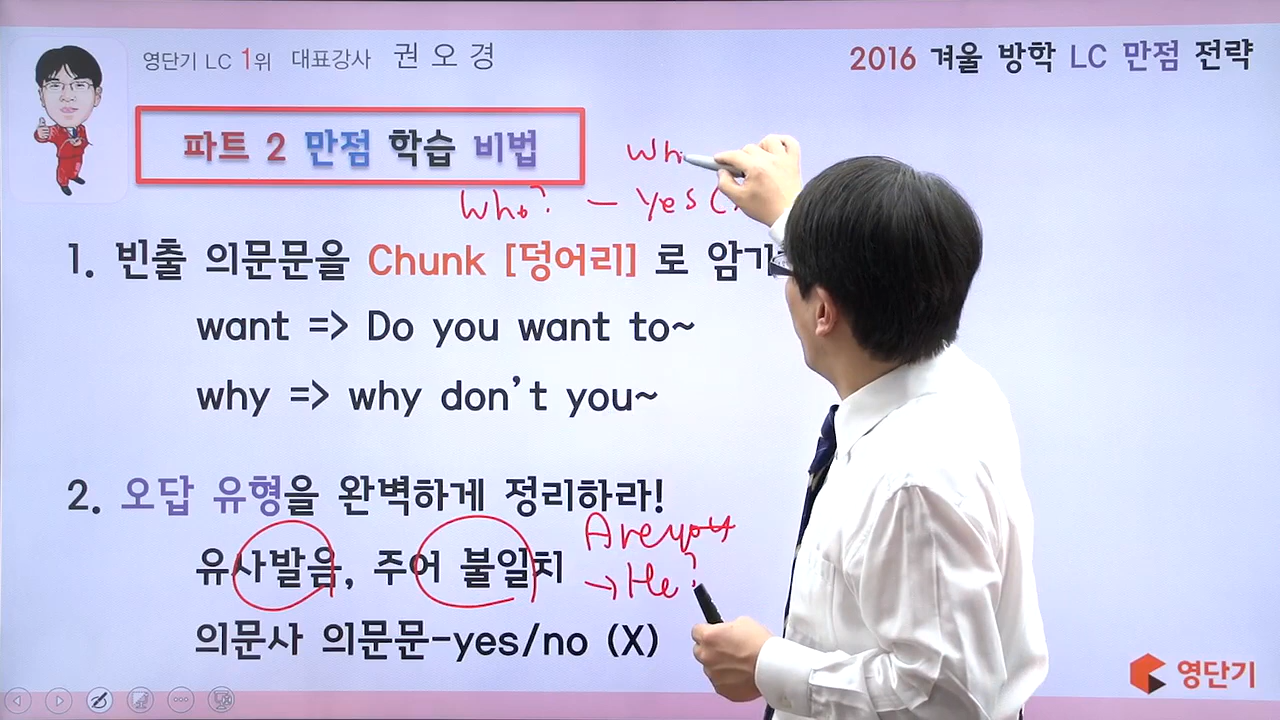 영단기 LC 1위 대표강사 권 오 경
2016 겨울 방학 LC 만점 전략
파트 2 만점 학습 비법
Wh
Who? – Yes (
1. 빈출 의문문을 Chunk [덩어리] 로 암기
want => Do you want to~
why => why don't you~
2. 오답 유형을 완벽하게 정리하라!
유사발음, 주어 불일치
Are you
→ He ?
의문사 의문문-yes/no (X)
영단기